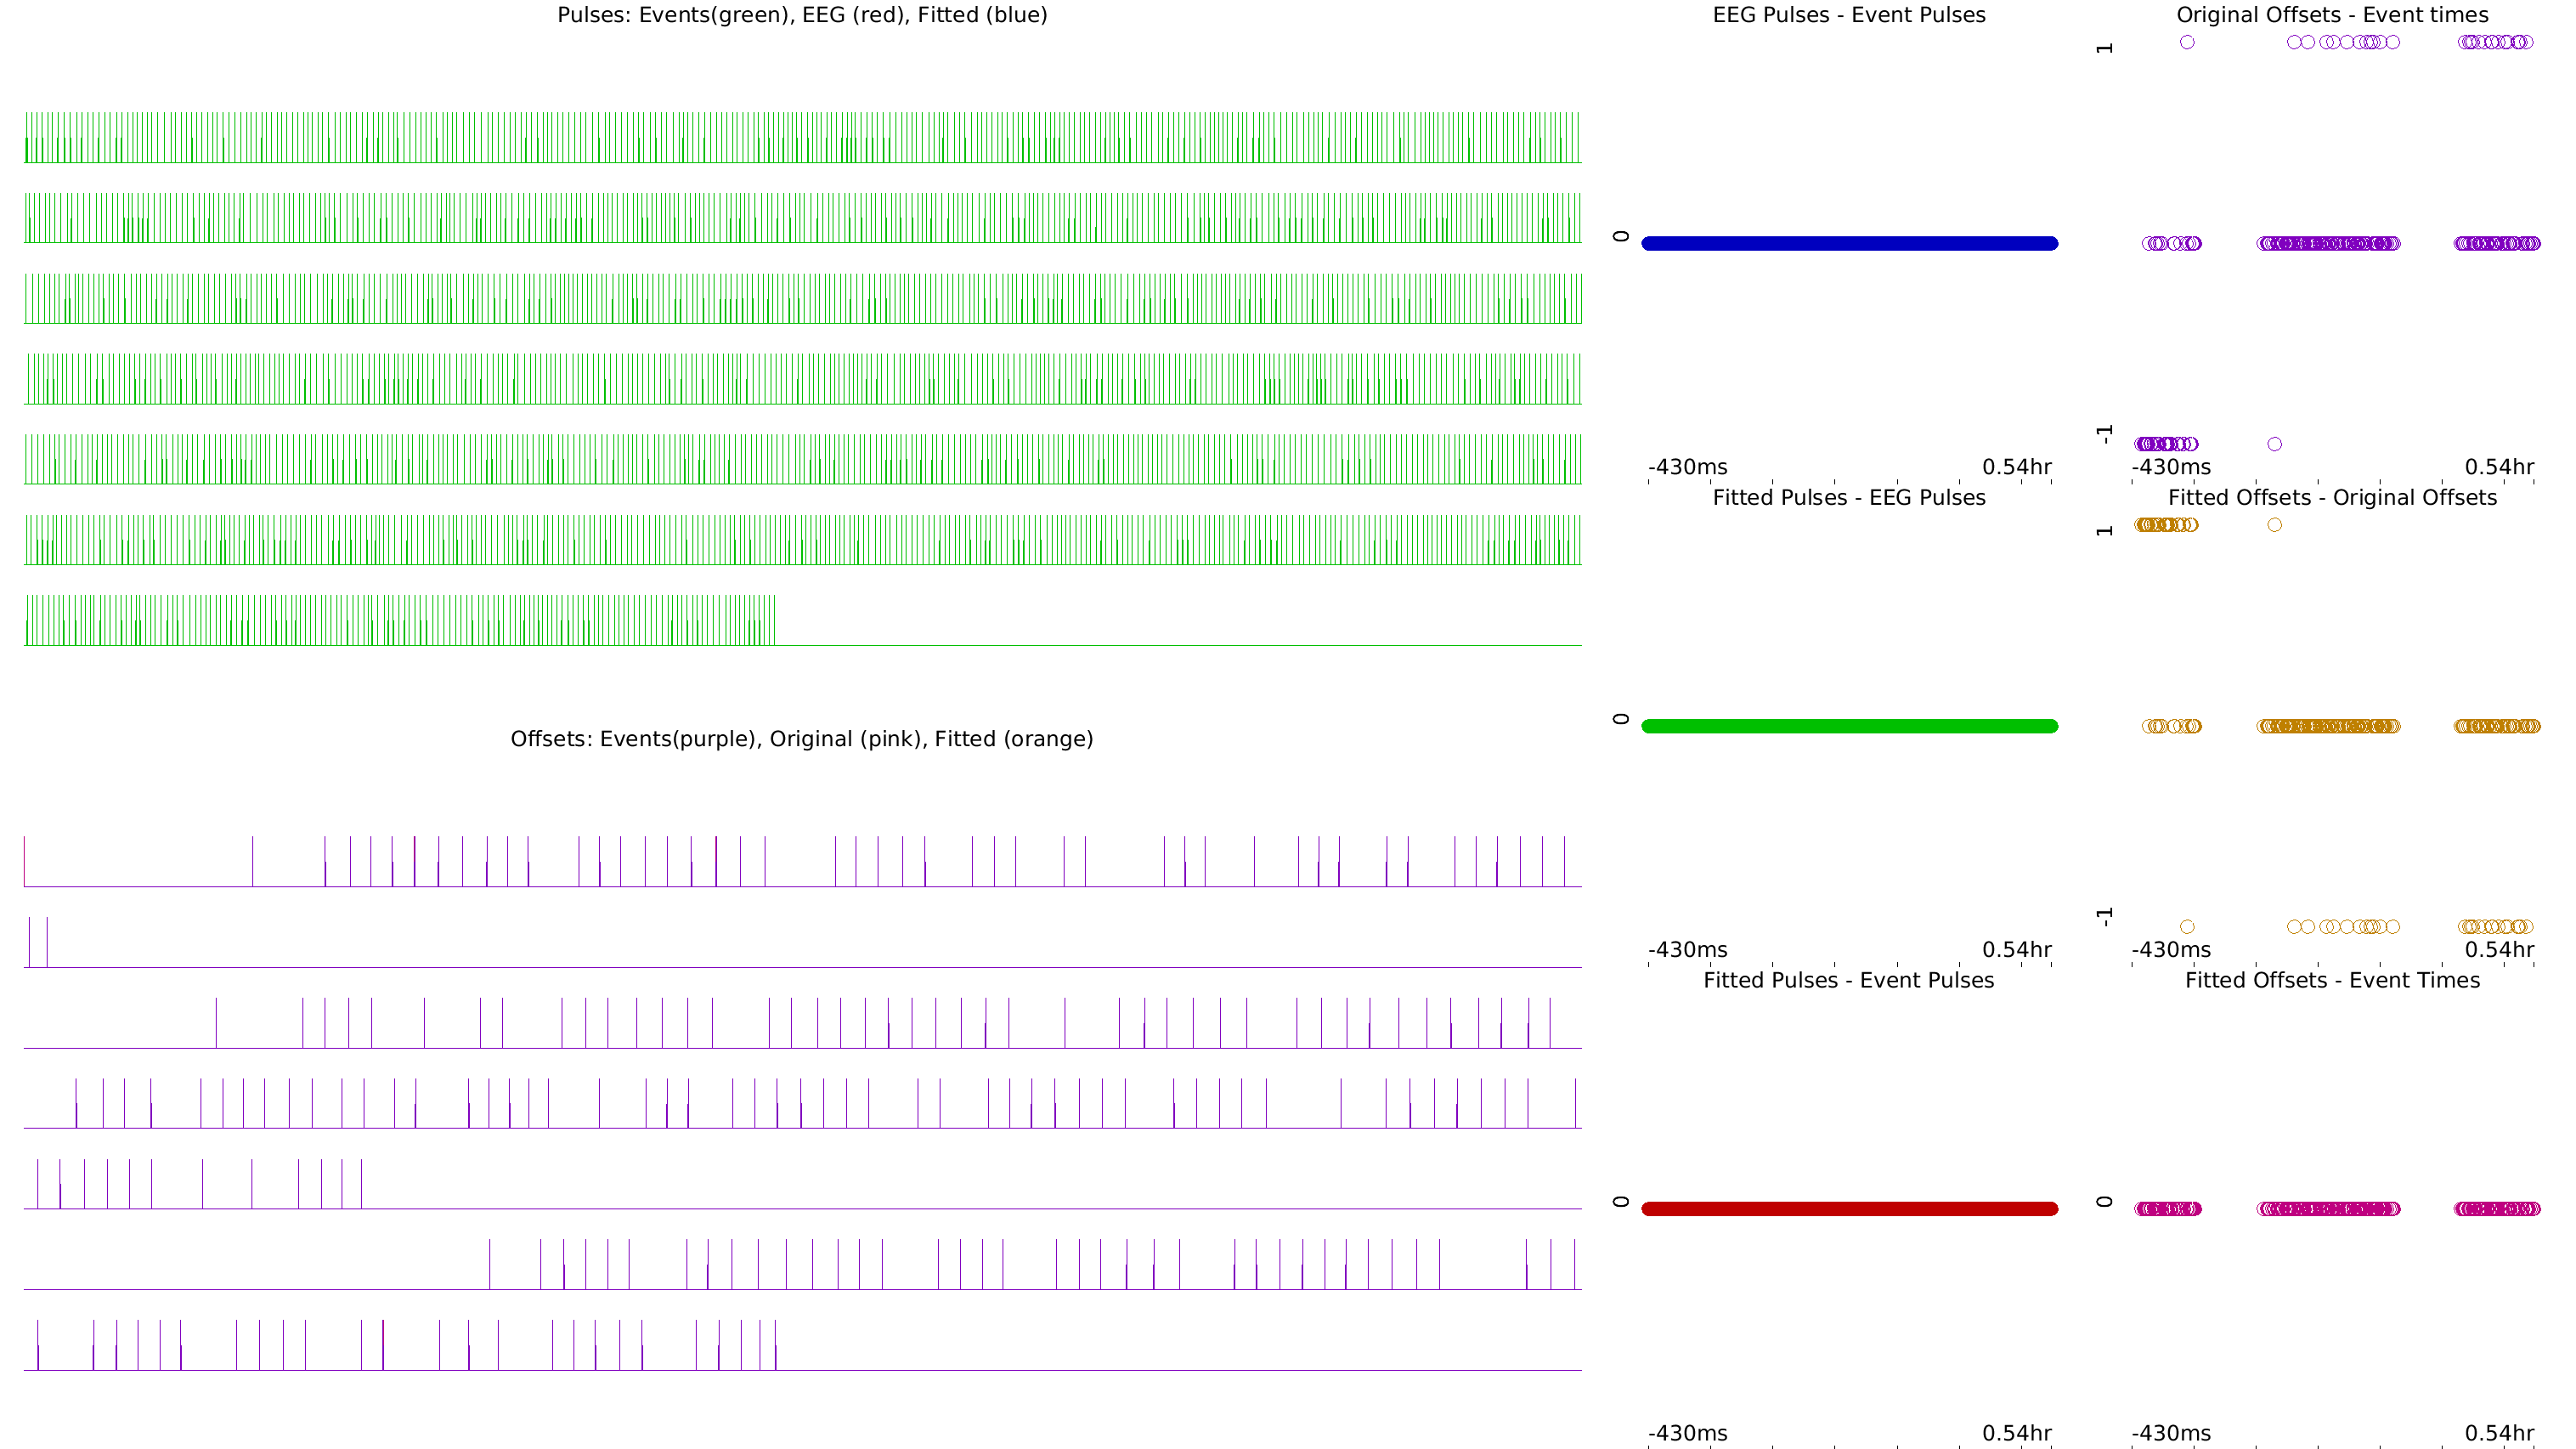 Pulses: Events(green), EEG (red), Fitted (blue)
EEG Pulses - Event Pulses
Original Offsets - Event times
1
0
-1
-430ms 0.54hr
-430ms 0.54hr
Fitted Pulses - EEG Pulses
Fitted Offsets - Original Offsets
1
0
Offsets: Events(purple), Original (pink), Fitted (orange)
-1
-430ms 0.54hr
-430ms 0.54hr
Fitted Pulses - Event Pulses
Fitted Offsets - Event Times
0
0
-430ms 0.54hr
-430ms 0.54hr